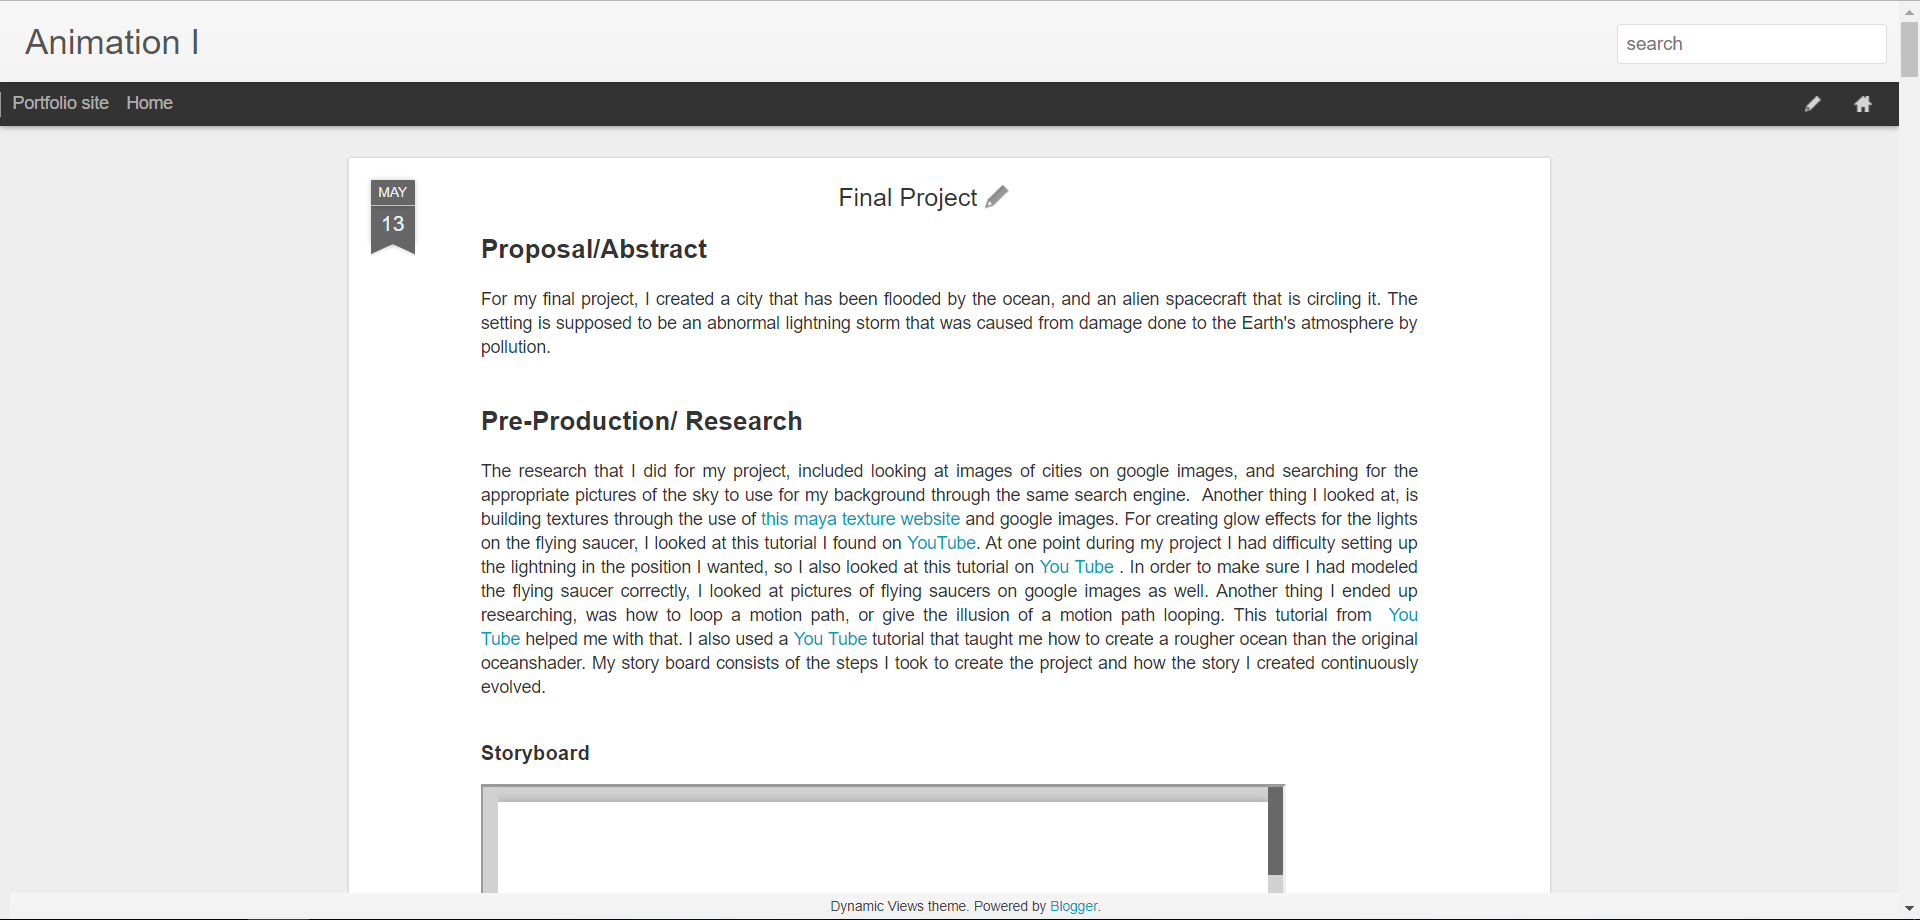 Animation I
search
Portfolio site Home
MAY
13
Final Project
Proposal/Abstract
For my final project, I created a city that has been flooded by the ocean, and an alien spacecraft that is circling it. The
setting is supposed to be an abnormal lightning storm that was caused from damage done to the Earth's atmosphere by
pollution.
Pre-Production/ Research
The research that I did for my project, included looking at images of cities on google images, and searching for the
appropriate pictures of the sky to use for my background through the same search engine.  Another thing I looked at, is
building textures through the use of this maya texture website and google images. For creating glow effects for the lights
on the flying saucer, I looked at this tutorial I found on YouTube. At one point during my project I had difficulty setting up
the lightning in the position I wanted, so I also looked at this tutorial on You Tube . In order to make sure I had modeled
the flying saucer correctly, I looked at pictures of flying saucers on google images as well. Another thing I ended up
researching, was how to loop a motion path, or give the illusion of a motion path looping. This tutorial from  You
Tube helped me with that. I also used a You Tube tutorial that taught me how to create a rougher ocean than the original
oceanshader. My story board consists of the steps I took to create the project and how the story I created continuously
evolved.
Storyboard
Dynamic Views theme. Powered by Blogger.